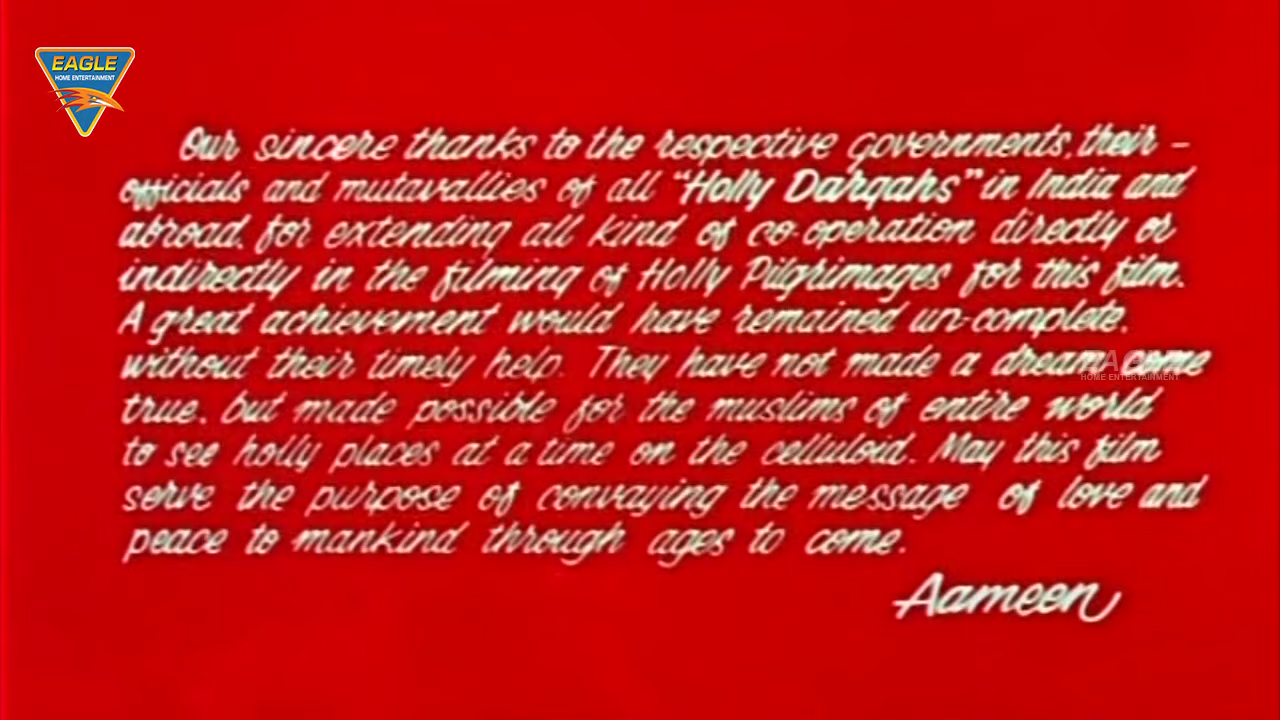 EAGLE
HOME ENTERTAINMENT
Our sincere thanks to the respective governments, their -
officials and mutavallies of all "Holly Dargahs" in India and
abroad, for extending all kind of co-operation directly or
indirectly in the filming of Holly Pilgrimages for this film.
A great achievement would have remained un-complete,
without their timely help. They have not made a dream come
true, but made possible for the muslims of entire world
to see holly places at a time on the celluloid. May this film
serve the purpose of convaying the message of love and
peace to mankind through ages to come.
Aameen
HOME ENTERTAINMENT